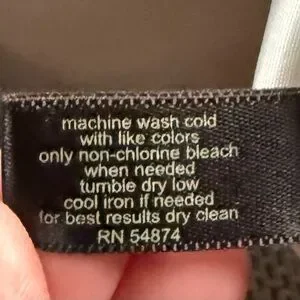 machine wash cold
with like colors
only non-chlorine bleach
when needed
tumble dry low
cool iron if needed
for best results dry clean
RN 54874